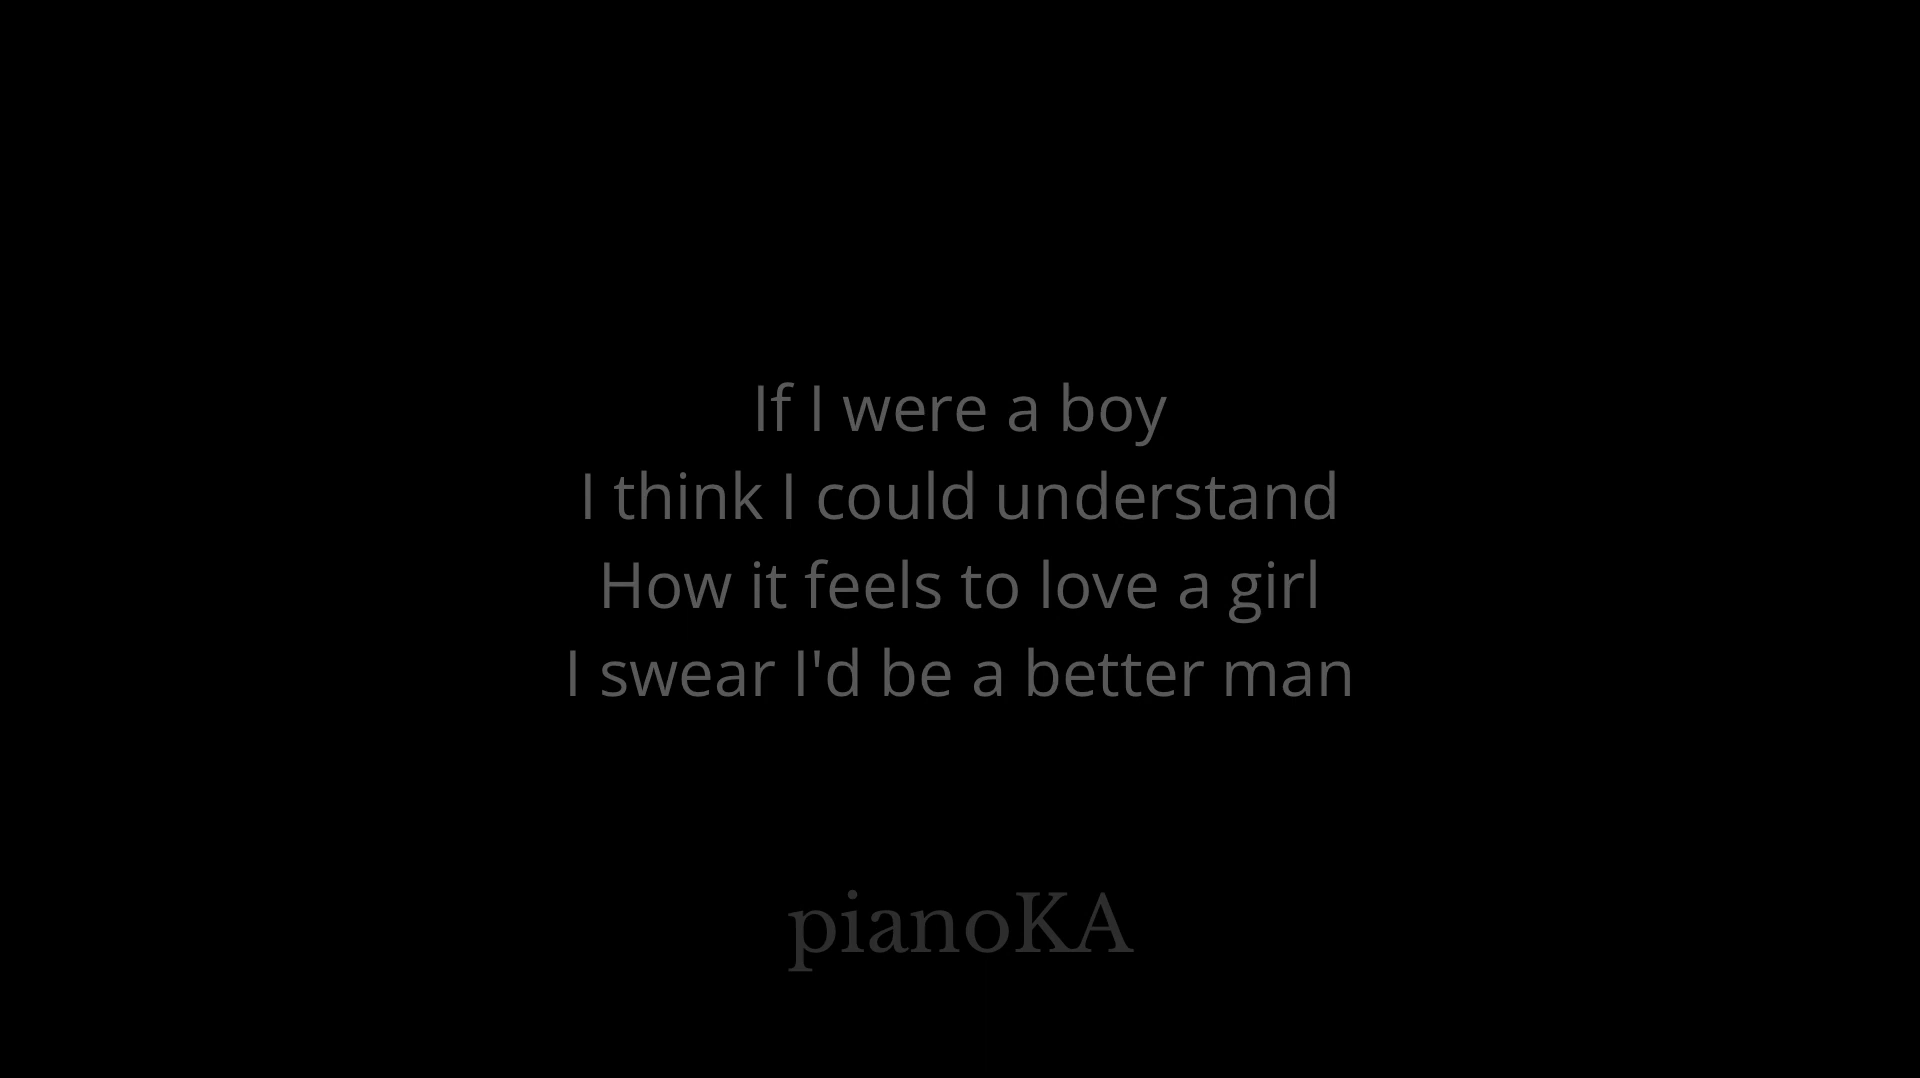 If I were a boy
I think I could understand
How it feels to love a girl
I swear I'd be a better man
pianoKA